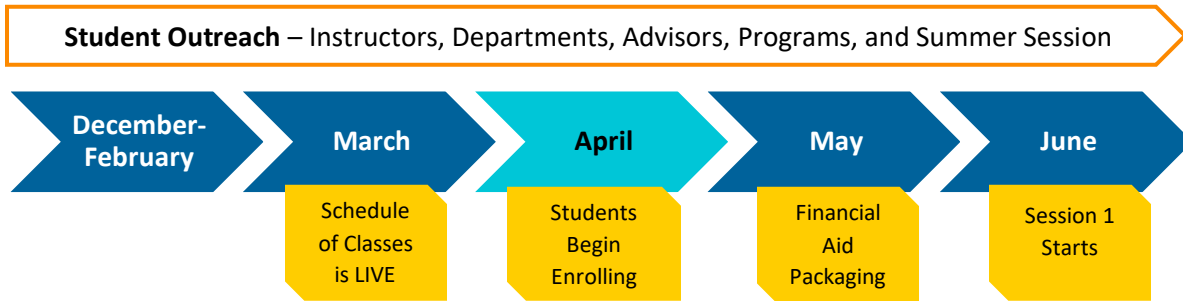 Student Outreach – Instructors, Departments, Advisors, Programs, and Summer Session
December-
February
March
April
May
June
Schedule
of Classes
is LIVE
Students
Begin
Enrolling
Financial
Aid
Packaging
Session 1
Starts